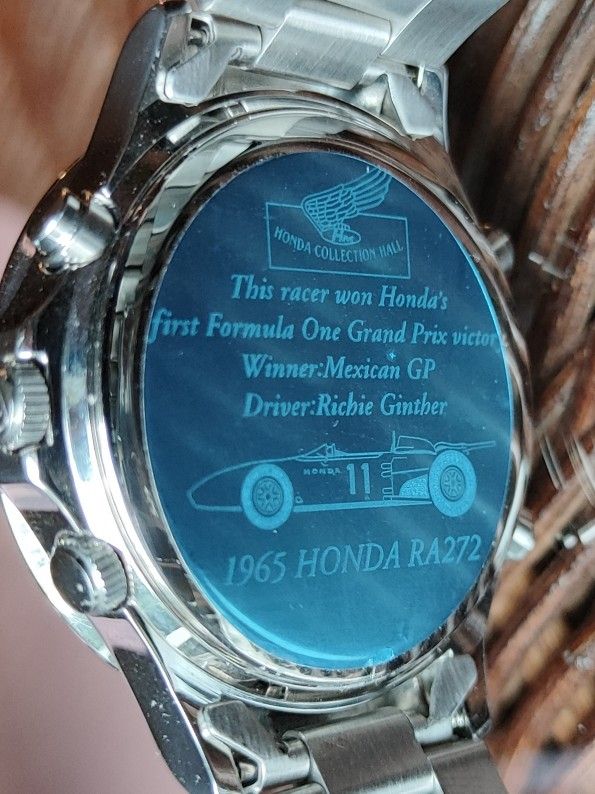 HONDA COLLECTION HALL
This racer won Honda's
first Formula One Grand Prix victory
Winner:Mexican GP
Driver:Richie Ginther
HONDA
11
1965 HONDA RA272